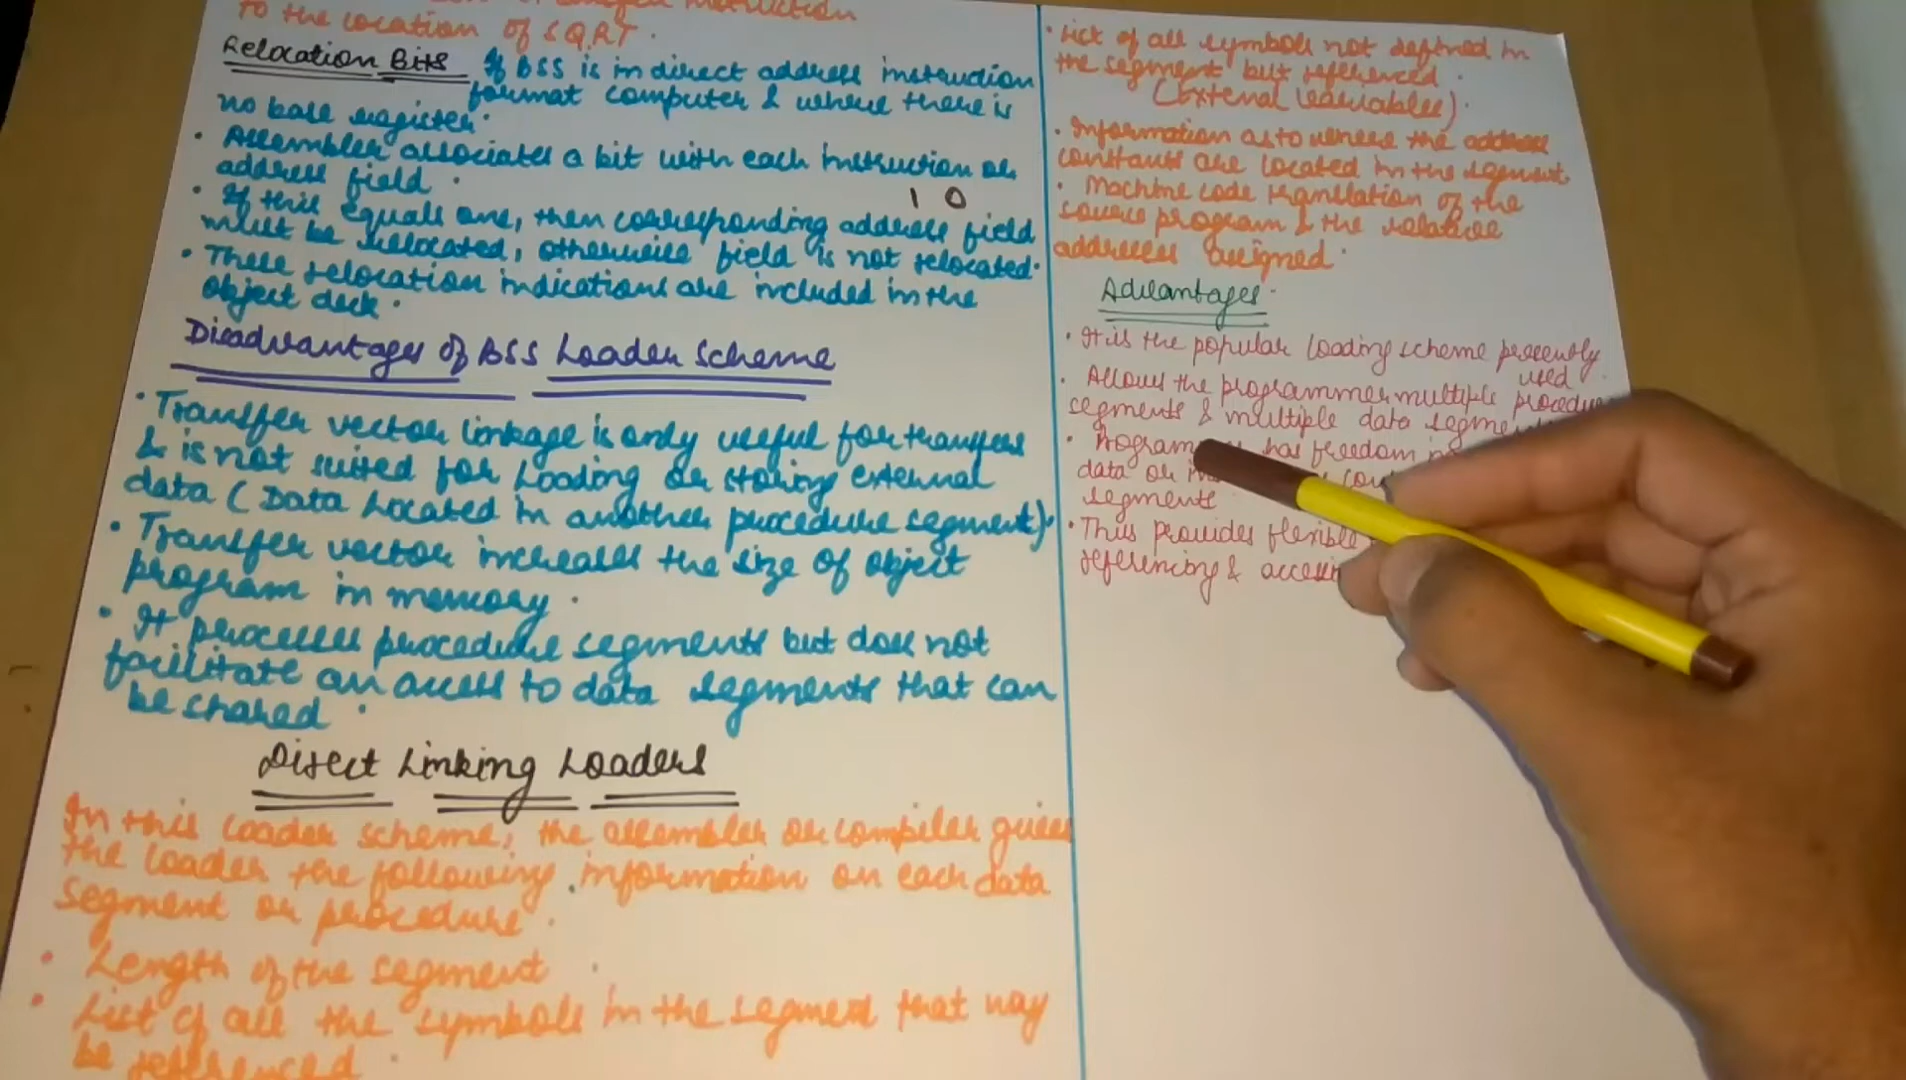 to the location of SQRT.
Relocation Bits
If BSS is in direct address instruction
format computer & where there is
no base register.
• Assembler associates a bit with each instruction or
address field.
1 0
• If this equals one, then corresponding address field
must be relocated, otherwise field is not relocated.
• These relocation indications are included in the
object deck.
Disadvantages of BSS Loader Scheme
• Transfer vector linkage is only useful for transfers
& is not suited for loading or storing external
data (Data Located in another procedure segment).
• Transfer vector increases the size of object
program in memory.
• It processes procedure segments but does not
facilitate an access to data segments that can
be shared.
Direct Linking Loaders
In this loader scheme, the assembler or compiler gives
the loader the following information on each data
segment or procedure.
• Length of the segment
• List of all the symbols in the segment that may
be referenced.
• List of all symbols not defined in
the segment but referenced.
(External variables).
• Information as to where the address
constants are located in the segment.
• Machine code translation of the
source program & the relative
addresses assigned.
Advantages
• It is the popular loading scheme presently
used.
• Allows the programmer multiple procedure
segments & multiple data segments
• has freedom
data or
segments
• This provides flexible
referencing &